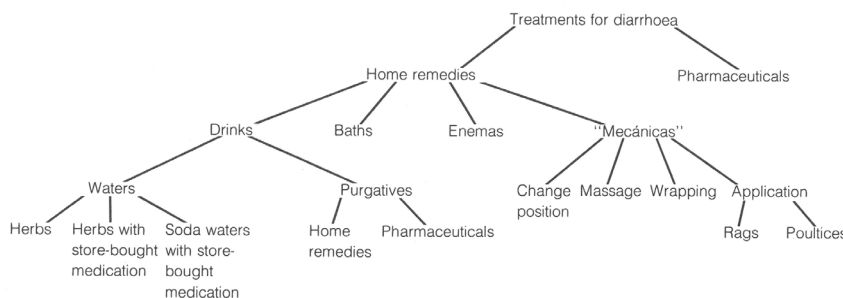 Treatments for diarrhoea
Home remedies
Pharmaceuticals
Drinks
Baths
Enemas
"Mecánicas"
Waters
Purgatives
Change
position
Massage
Wrapping
Application
Herbs
Herbs with
store-bought
medication
Soda waters
with store-
bought
medication
Home
remedies
Pharmaceuticals
Rags
Poultices